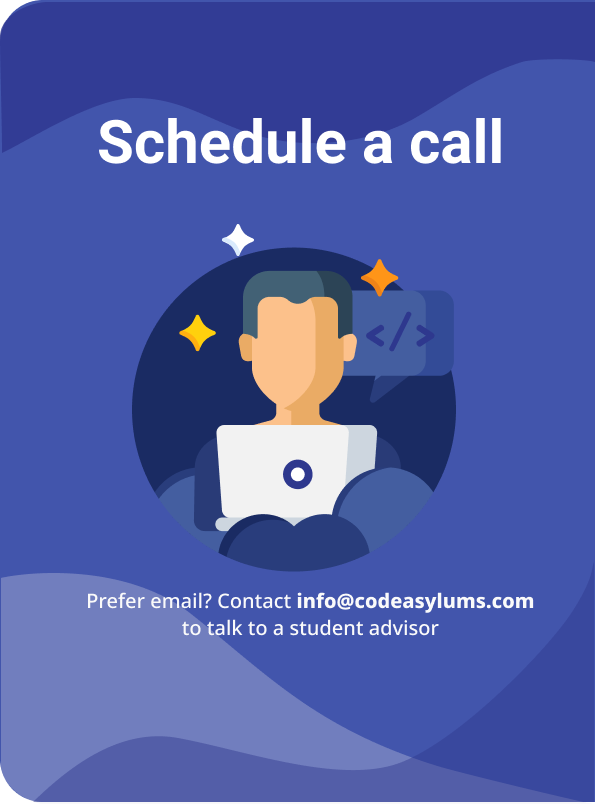 Schedule a call
</>
Prefer email? Contact info@codeasylums.com
to talk to a student advisor